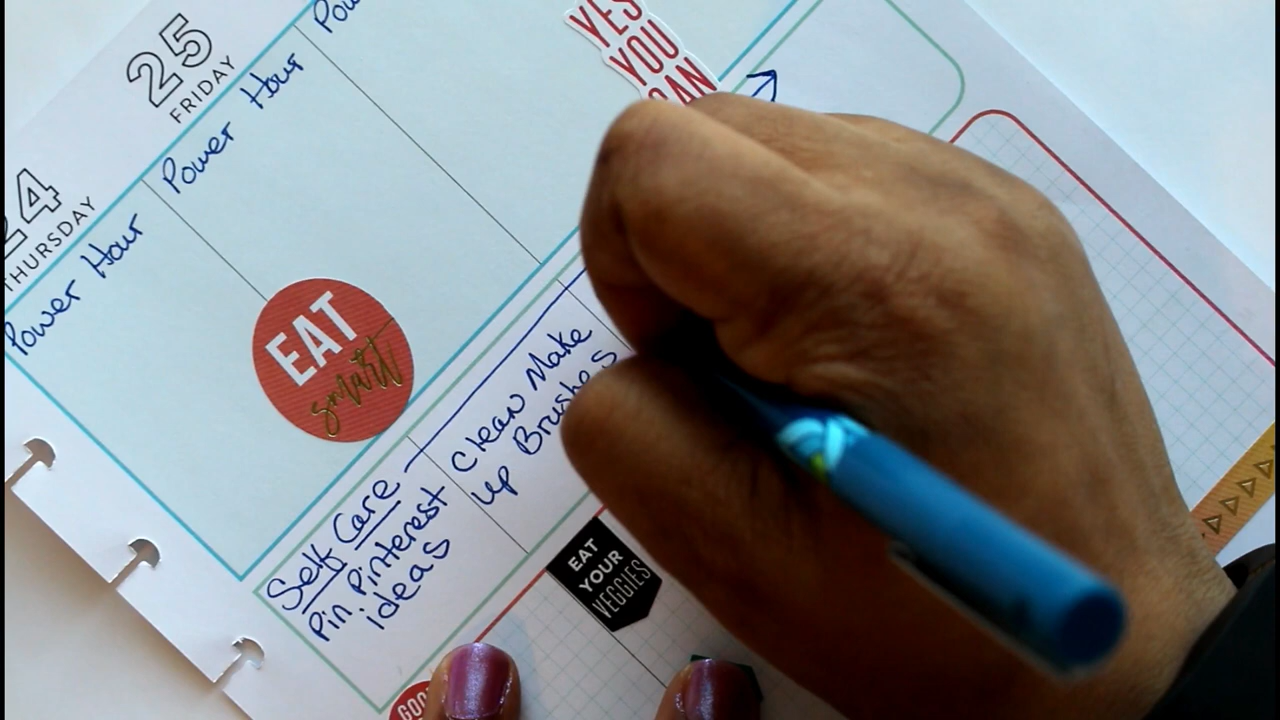 25
FRIDAY
24
THURSDAY
Power Hour
Power Hour
YES
YOU
CAN
EAT
smart
Self Care
Pin Pinterest
ideas
Clean Make
up Brushes
EAT
YOUR
VEGGIES